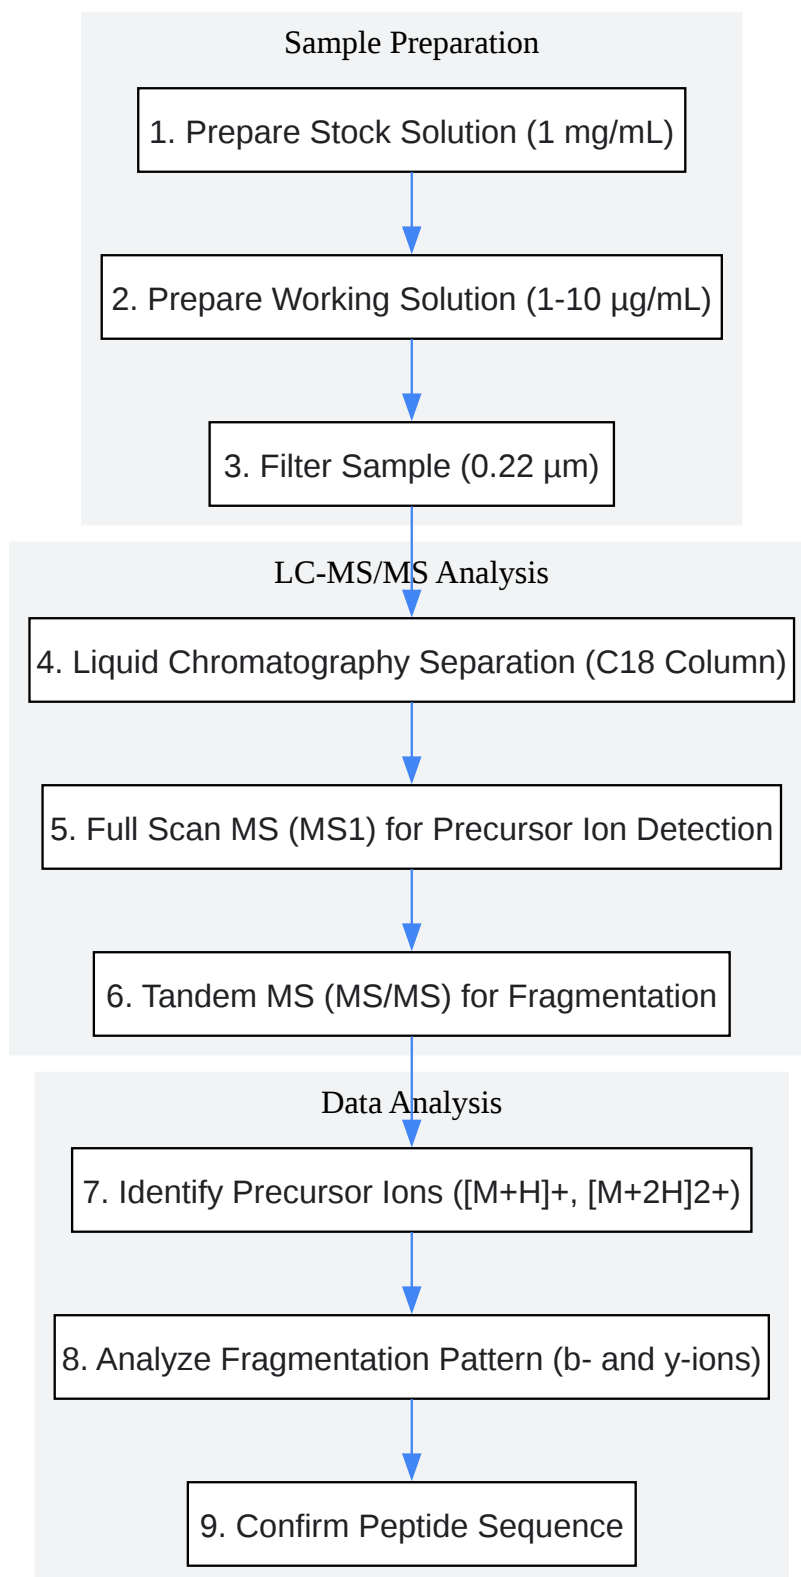 Sample Preparation
1. Prepare Stock Solution (1 mg/mL)
2. Prepare Working Solution (1-10 µg/mL)
3. Filter Sample (0.22 µm)
LC-MS/MS Analysis
4. Liquid Chromatography Separation (C18 Column)
5. Full Scan MS (MS1) for Precursor Ion Detection
6. Tandem MS (MS/MS) for Fragmentation
Data Analysis
7. Identify Precursor Ions ([M+H]+, [M+2H]2+)
8. Analyze Fragmentation Pattern (b- and y-ions)
9. Confirm Peptide Sequence